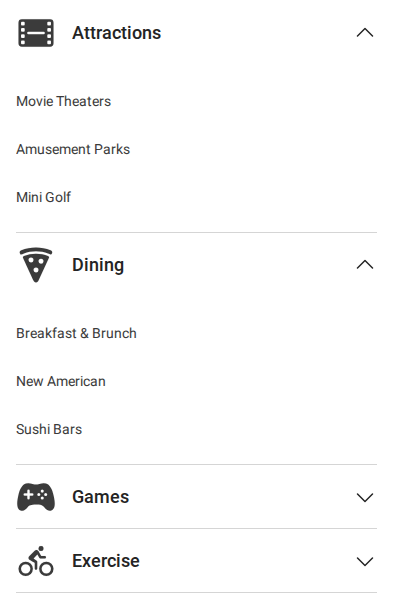 Attractions
Movie Theaters
Amusement Parks
Mini Golf
Dining
Breakfast & Brunch
New American
Sushi Bars
Games
Exercise